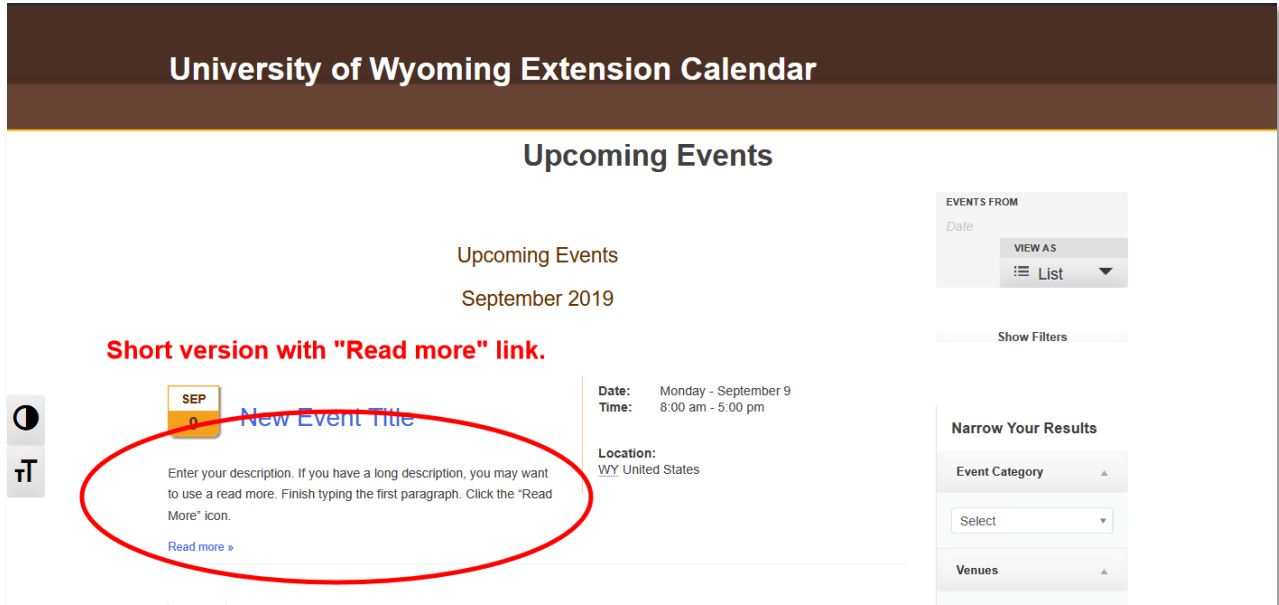 University of Wyoming Extension Calendar
Upcoming Events
EVENTS FROM
Date
VIEW AS
List
Upcoming Events
September 2019
Show Filters
Short version with "Read more" link.
SEP
9
New Event Title
Date: Monday - September 9
Time: 8:00 am - 5:00 pm
Location:
WY United States
Enter your description. If you have a long description, you may want
to use a read more. Finish typing the first paragraph. Click the “Read
More” icon.
Read more »
TT
Narrow Your Results
Event Category
Select
Venues